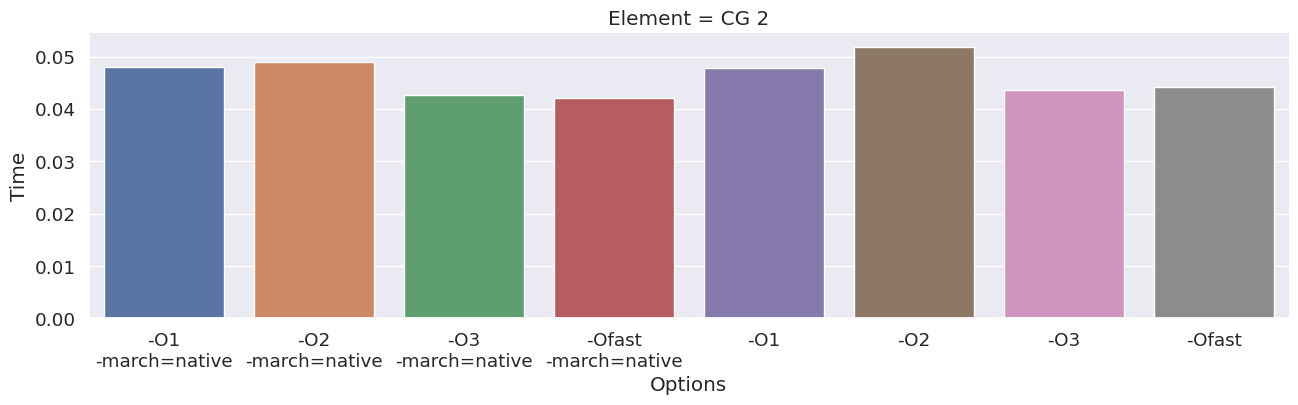 Element = CG 2
Time
0.05
0.04
0.03
0.02
0.01
0.00
-O1
-march=native
-O2
-march=native
-O3
-march=native
-Ofast
-march=native
-O1
-O2
-O3
-Ofast
Options